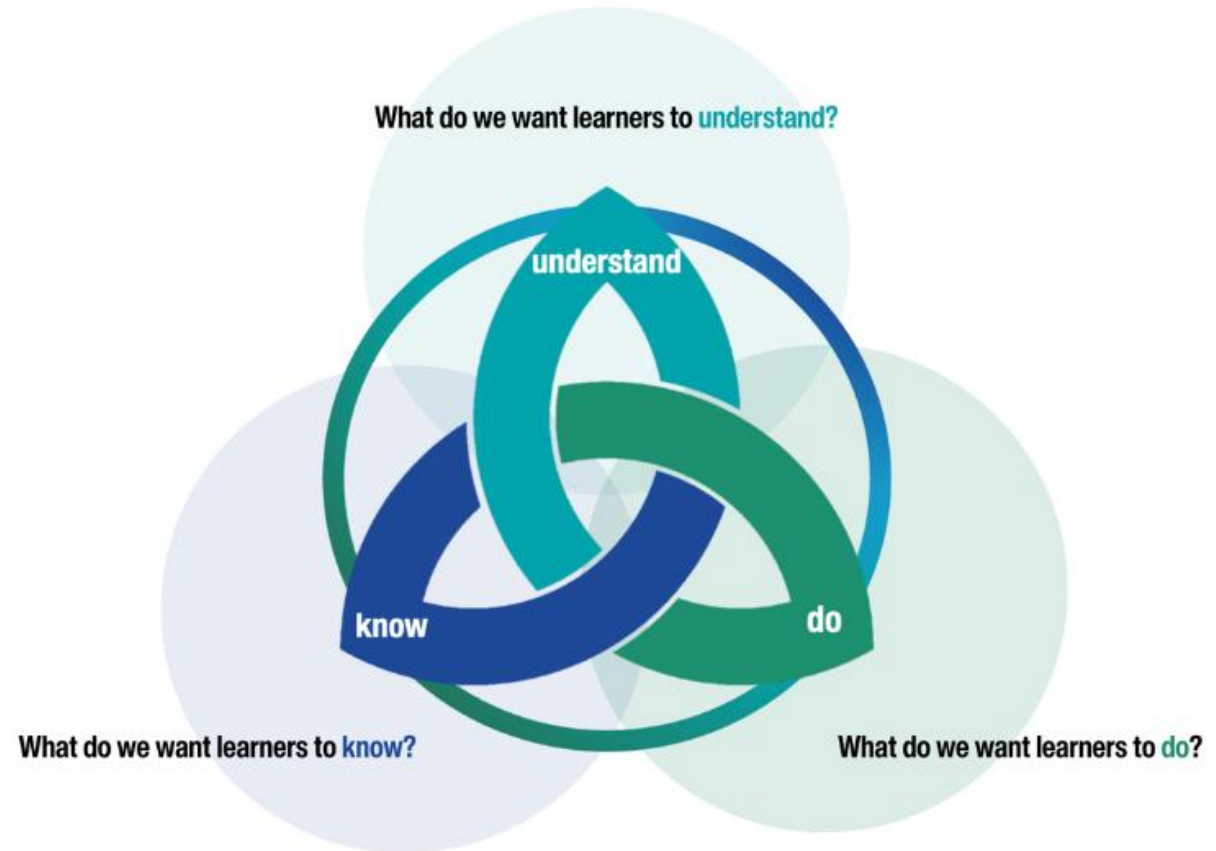 What do we want learners to understand?
understand
know
do
What do we want learners to know?
What do we want learners to do?